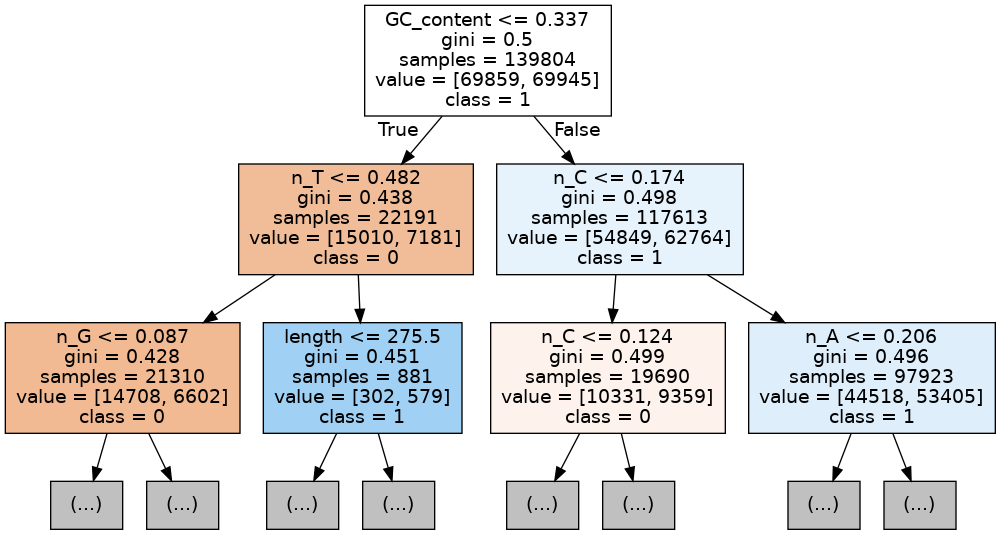 GC_content <= 0.337
gini = 0.5
samples = 139804
value = [69859, 69945]
class = 1
True
False
n_T <= 0.482
gini = 0.438
samples = 22191
value = [15010, 7181]
class = 0
n_C <= 0.174
gini = 0.498
samples = 117613
value = [54849, 62764]
class = 1
n_G <= 0.087
gini = 0.428
samples = 21310
value = [14708, 6602]
class = 0
length <= 275.5
gini = 0.451
samples = 881
value = [302, 579]
class = 1
n_C <= 0.124
gini = 0.499
samples = 19690
value = [10331, 9359]
class = 0
n_A <= 0.206
gini = 0.496
samples = 97923
value = [44518, 53405]
class = 1
(...)
(...)
(...)
(...)
(...)
(...)
(...)
(...)